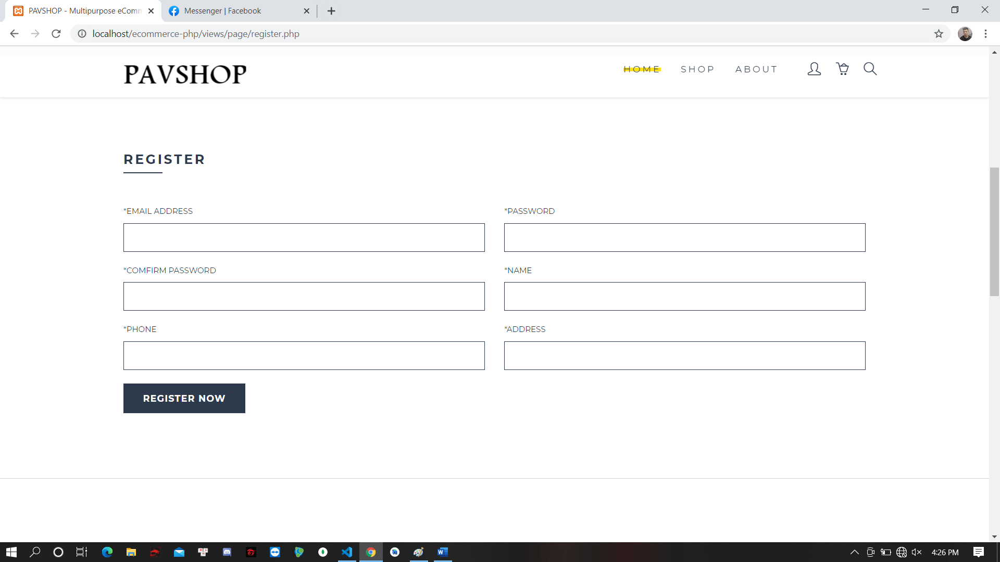 PAVSHOP - Multipurpose eComm
Messenger | Facebook
localhost/ecommerce-php/views/page/register.php
PAVSHOP
HOME
SHOP
ABOUT
REGISTER
*EMAIL ADDRESS
*PASSWORD
*COMFIRM PASSWORD
*NAME
*PHONE
*ADDRESS
REGISTER NOW
4:26 PM